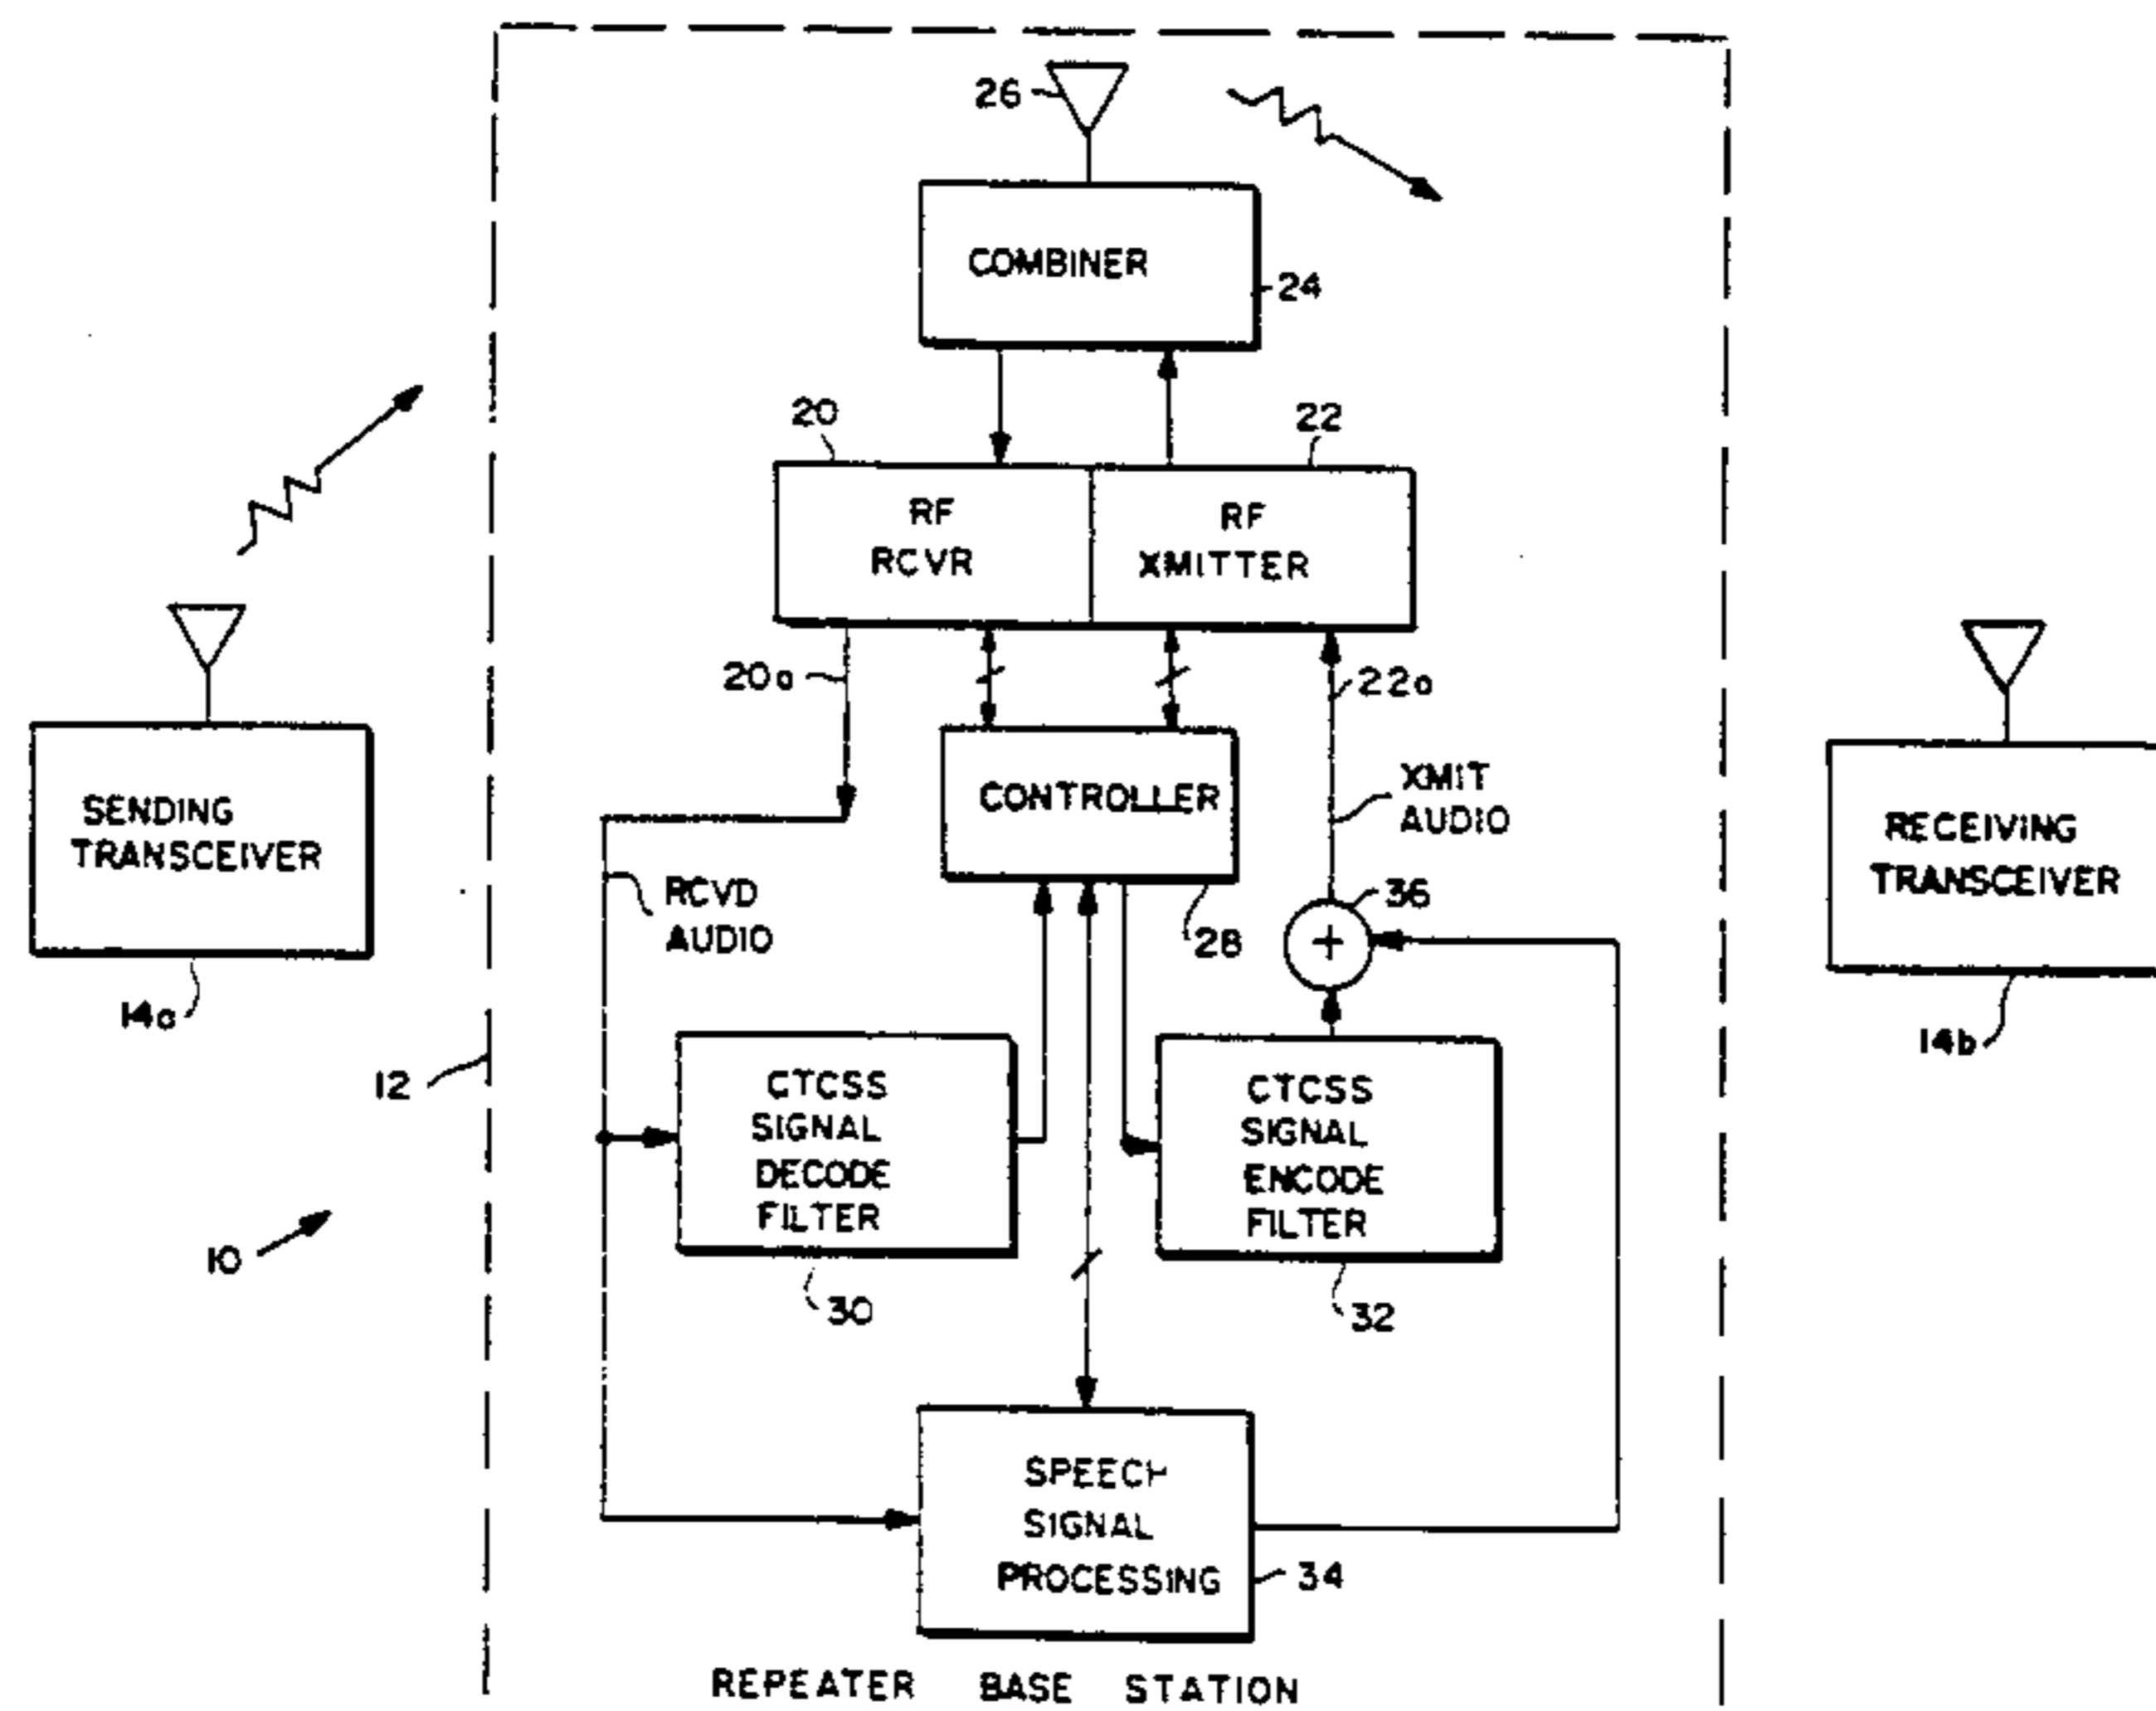 26
COMBINER
24
20
22
RF
RCVR
RF
XMITTER
20a
22a
SENDING
TRANSCEIVER
14a
CONTROLLER
28
XMIT
AUDIO
RECEIVING
TRANSCEIVER
14b
RCVD
AUDIO
36
12
CTCSS
SIGNAL
DECODE
FILTER
30
CTCSS
SIGNAL
ENCODE
FILTER
32
10
SPEECH
SIGNAL
PROCESSING
34
REPEATER BASE STATION